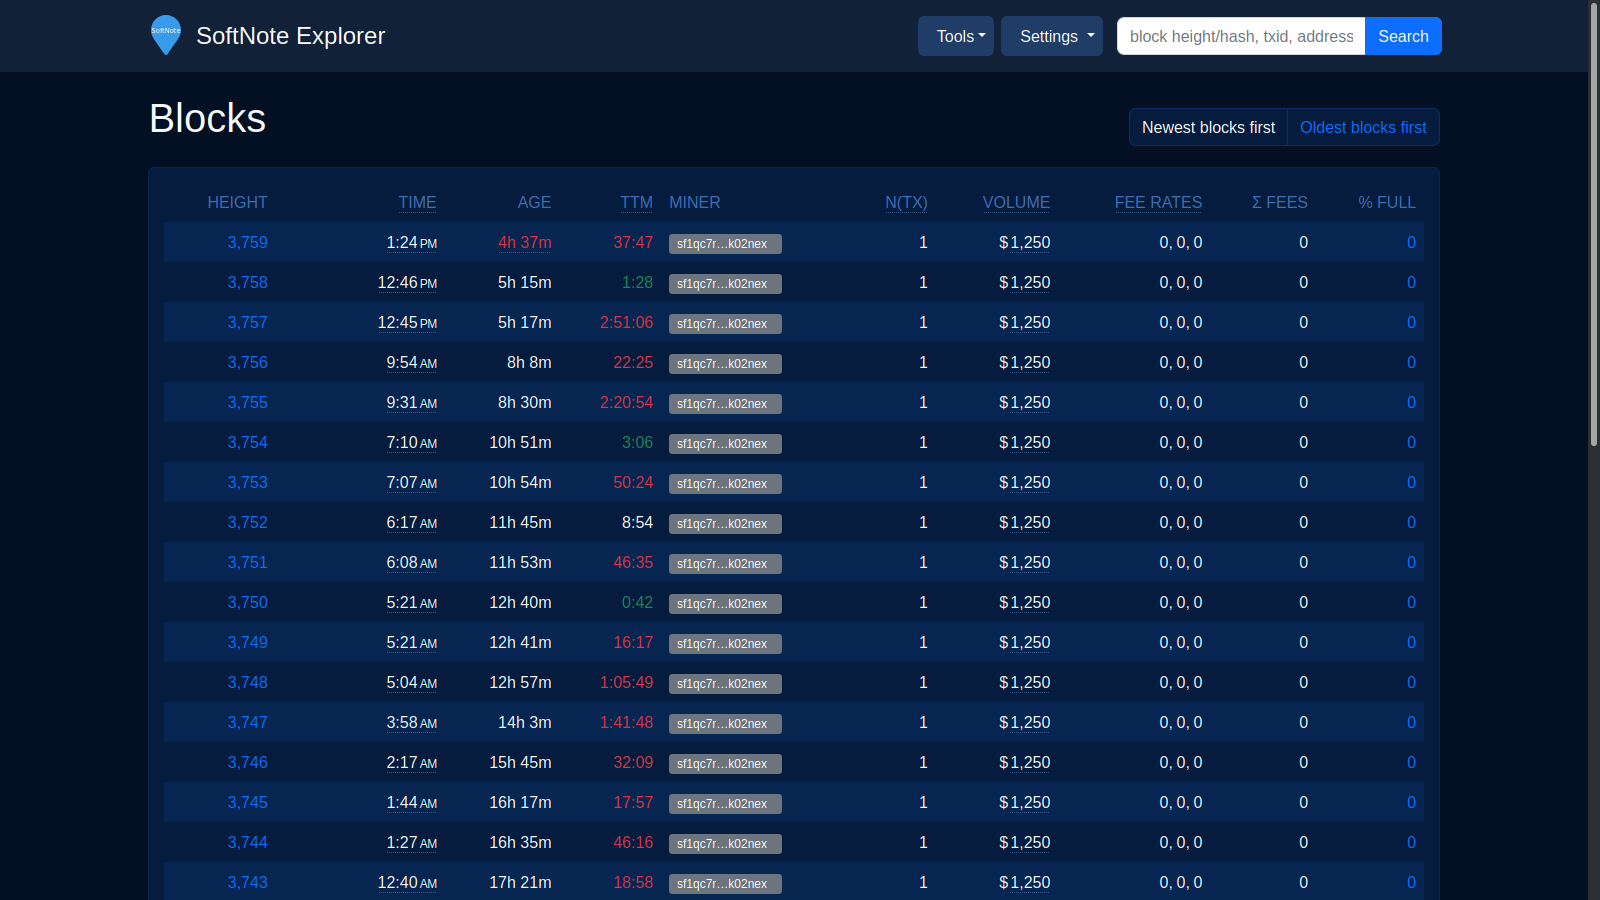 SoftNote
SoftNote Explorer
Tools
Settings
block height/hash, txid, address
Search
Blocks
Newest blocks first
Oldest blocks first
HEIGHT TIME AGE TTM MINER N(TX) VOLUME FEE RATES Σ FEES % FULL
3,759 1:24 PM 4h 37m 37:47 sf1qc7r…k02nex 1 $ 1,250 0, 0, 0 0 0
3,758 12:46 PM 5h 15m 1:28 sf1qc7r…k02nex 1 $ 1,250 0, 0, 0 0 0
3,757 12:45 PM 5h 17m 2:51:06 sf1qc7r…k02nex 1 $ 1,250 0, 0, 0 0 0
3,756 9:54 AM 8h 8m 22:25 sf1qc7r…k02nex 1 $ 1,250 0, 0, 0 0 0
3,755 9:31 AM 8h 30m 2:20:54 sf1qc7r…k02nex 1 $ 1,250 0, 0, 0 0 0
3,754 7:10 AM 10h 51m 3:06 sf1qc7r…k02nex 1 $ 1,250 0, 0, 0 0 0
3,753 7:07 AM 10h 54m 50:24 sf1qc7r…k02nex 1 $ 1,250 0, 0, 0 0 0
3,752 6:17 AM 11h 45m 8:54 sf1qc7r…k02nex 1 $ 1,250 0, 0, 0 0 0
3,751 6:08 AM 11h 53m 46:35 sf1qc7r…k02nex 1 $ 1,250 0, 0, 0 0 0
3,750 5:21 AM 12h 40m 0:42 sf1qc7r…k02nex 1 $ 1,250 0, 0, 0 0 0
3,749 5:21 AM 12h 41m 16:17 sf1qc7r…k02nex 1 $ 1,250 0, 0, 0 0 0
3,748 5:04 AM 12h 57m 1:05:49 sf1qc7r…k02nex 1 $ 1,250 0, 0, 0 0 0
3,747 3:58 AM 14h 3m 1:41:48 sf1qc7r…k02nex 1 $ 1,250 0, 0, 0 0 0
3,746 2:17 AM 15h 45m 32:09 sf1qc7r…k02nex 1 $ 1,250 0, 0, 0 0 0
3,745 1:44 AM 16h 17m 17:57 sf1qc7r…k02nex 1 $ 1,250 0, 0, 0 0 0
3,744 1:27 AM 16h 35m 46:16 sf1qc7r…k02nex 1 $ 1,250 0, 0, 0 0 0
3,743 12:40 AM 17h 21m 18:58 sf1qc7r…k02nex 1 $ 1,250 0, 0, 0 0 0